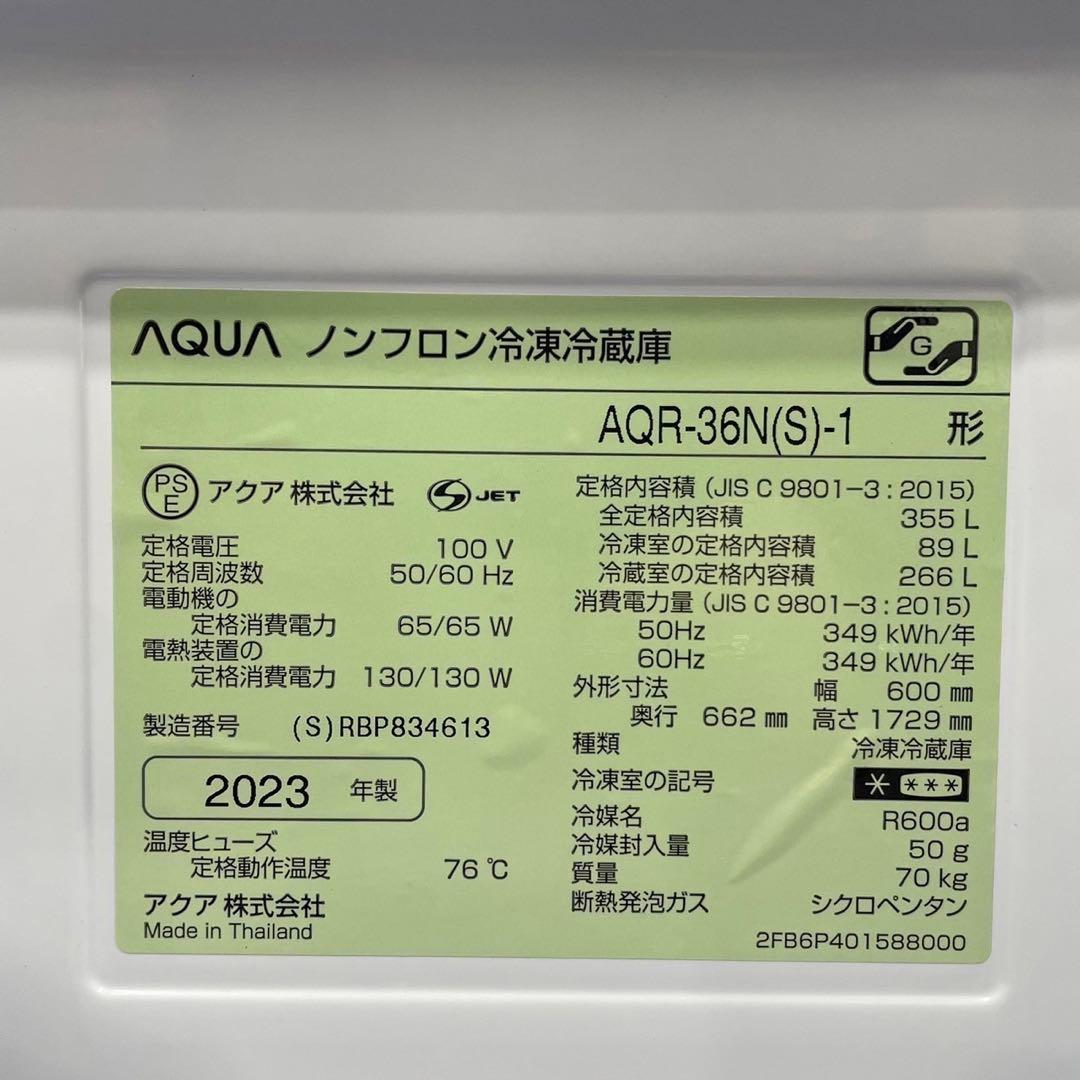 AQUA ノンフロン冷凍冷蔵庫
G
AQR-36N(S)-1 形
PS E アクア 株式会社 S JET
定格電圧 100 V
定格周波数 50/60 Hz
電動機の
定格消費電力 65/65 W
電熱装置の
定格消費電力 130/130 W
製造番号 (S)RBP834613
2023 年製
温度ヒューズ
定格動作温度 76 ℃
アクア 株式会社
Made in Thailand
定格内容積 (JIS C 9801-3 : 2015)
全定格内容積 355 L
冷凍室の定格内容積 89 L
冷蔵室の定格内容積 266 L
消費電力量 (JIS C 9801-3 : 2015)
50Hz 349 kWh/年
60Hz 349 kWh/年
外形寸法 幅 600 ㎜
奥行 662 ㎜ 高さ 1729 ㎜
種類 冷凍冷蔵庫
冷凍室の記号 * ***
冷媒名 R600a
冷媒封入量 50 g
質量 70 kg
断熱発泡ガス シクロペンタン
2FB6P401588000